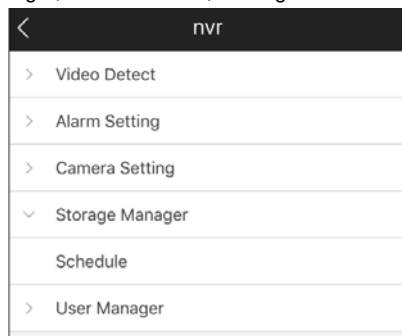 nvr
Video Detect
Alarm Setting
Camera Setting
Storage Manager
Schedule
User Manager